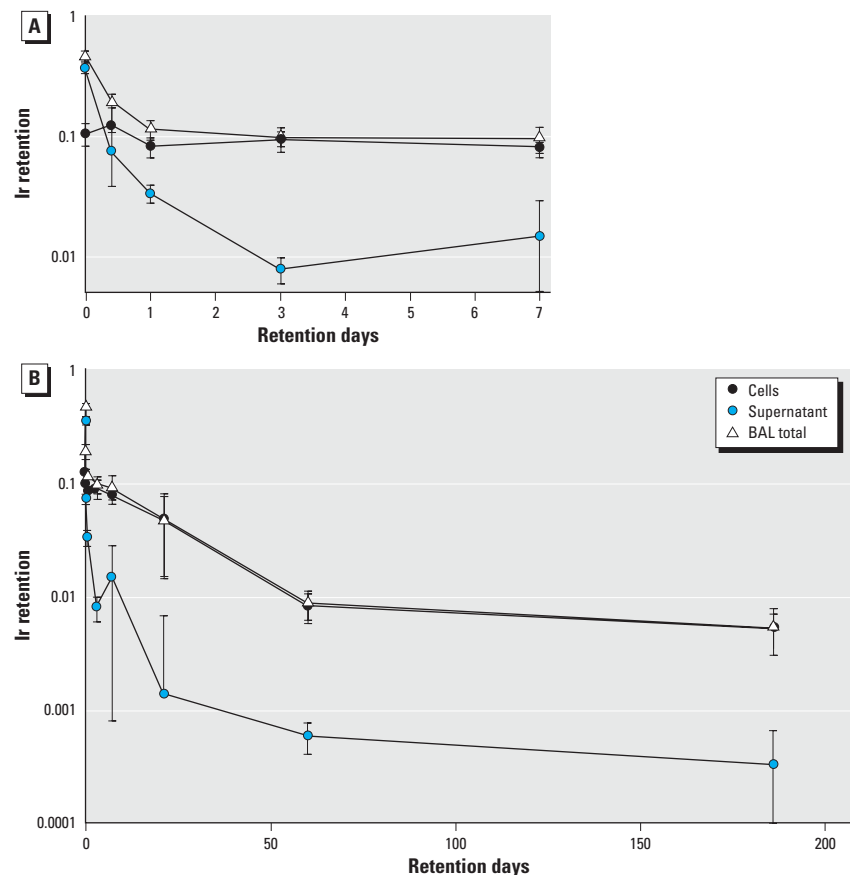 A
1
0.1
0.01
Ir retention
0 1 2 3 4 5 6 7
Retention days
B
1
0.1
0.01
0.001
0.0001
Ir retention
Cells
Supernatant
BAL total
0 50 100 150 200
Retention days